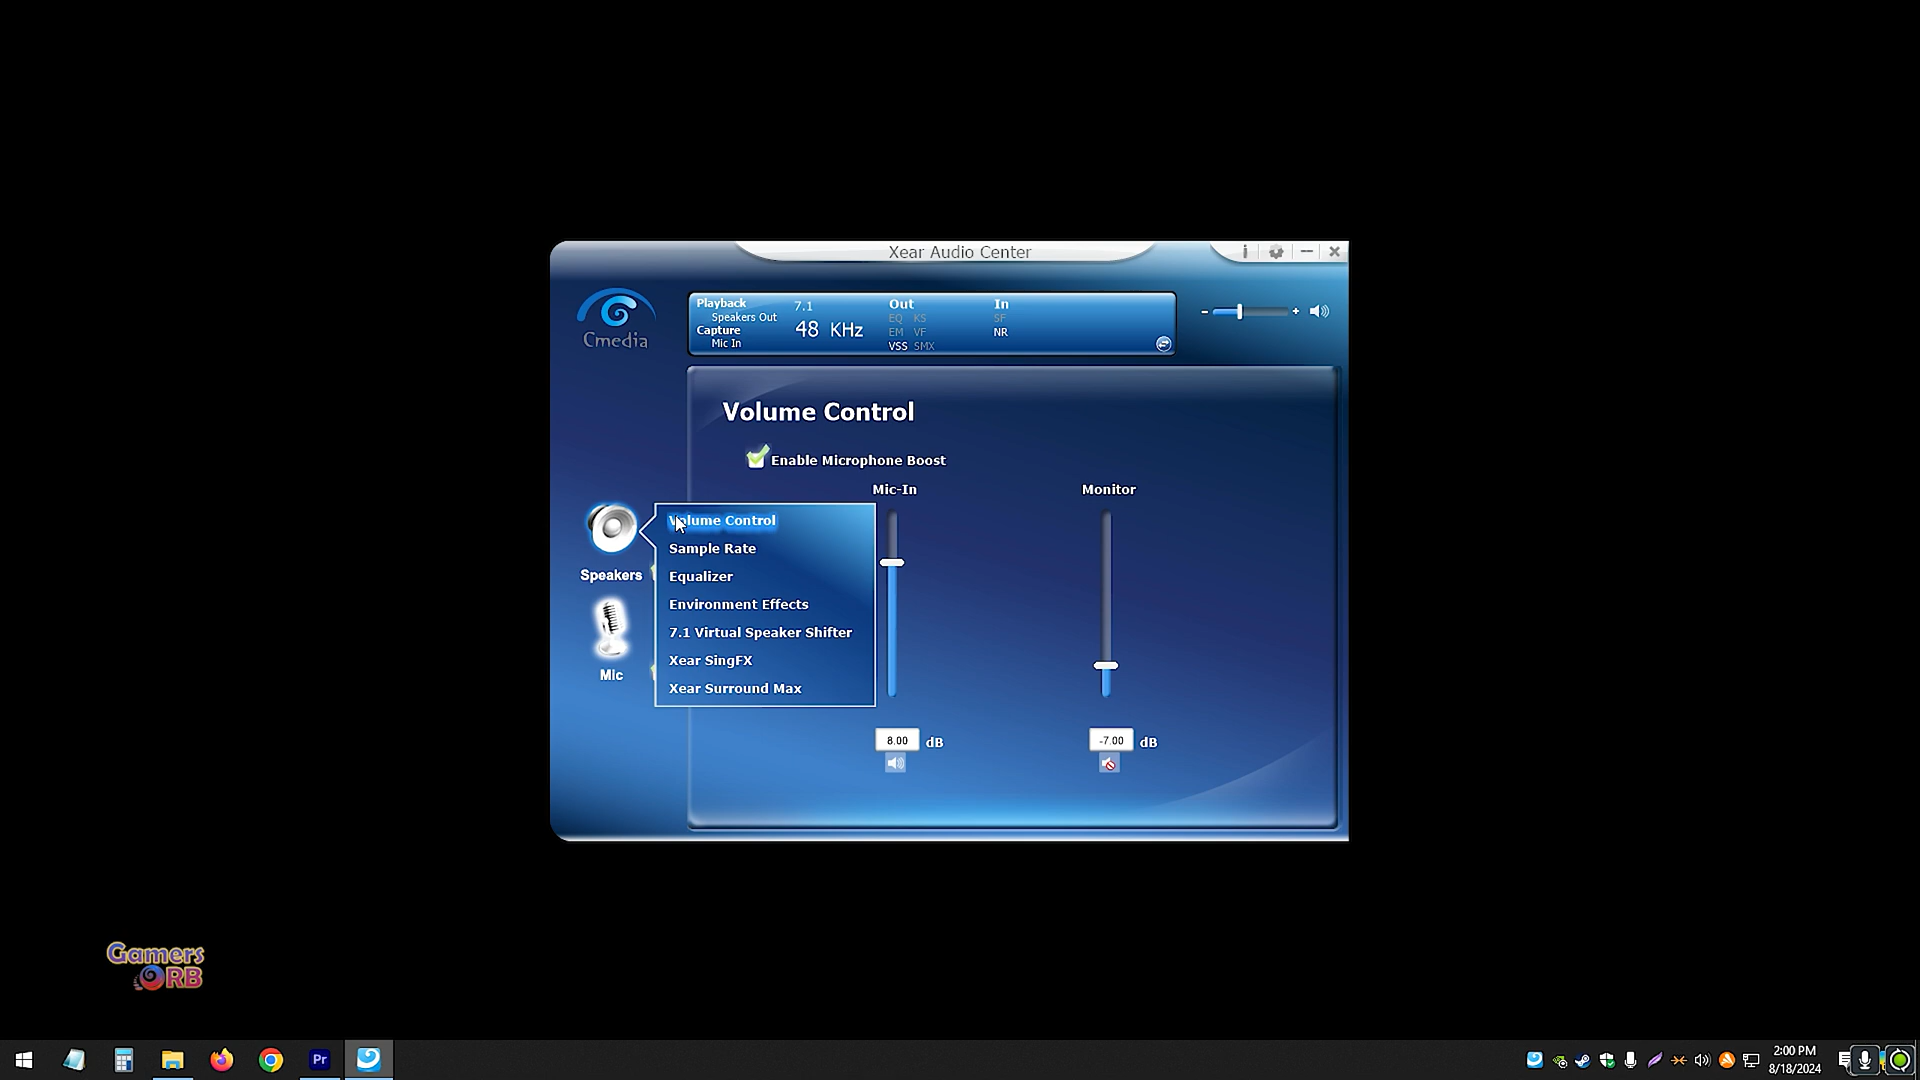 Xear Audio Center
i
Cmedia
Playback
Speakers Out
Capture
Mic In
7.1
48 KHz
Out
EQ KS
EM VF
VSS SMX
In
SF
NR
- +
Volume Control
Enable Microphone Boost
Mic-In
Monitor
Speakers
Mic
Volume Control
Sample Rate
Equalizer
Environment Effects
7.1 Virtual Speaker Shifter
Xear SingFX
Xear Surround Max
8.00 dB
-7.00 dB
Gamers
ORB
Pr
2:00 PM
8/18/2024